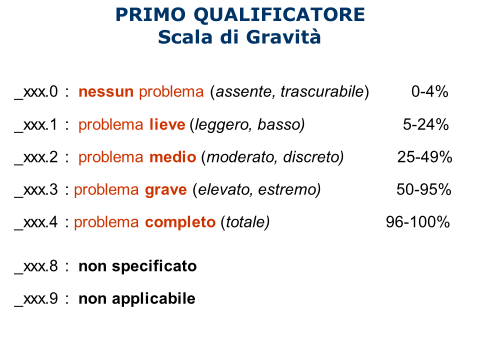 PRIMO QUALIFICATORE
Scala di Gravità
_xxx.0 : nessun problema (assente, trascurabile) 0-4%
_xxx.1 : problema lieve (leggero, basso) 5-24%
_xxx.2 : problema medio (moderato, discreto) 25-49%
_xxx.3 : problema grave (elevato, estremo) 50-95%
_xxx.4 : problema completo (totale) 96-100%
_xxx.8 : non specificato
_xxx.9 : non applicabile